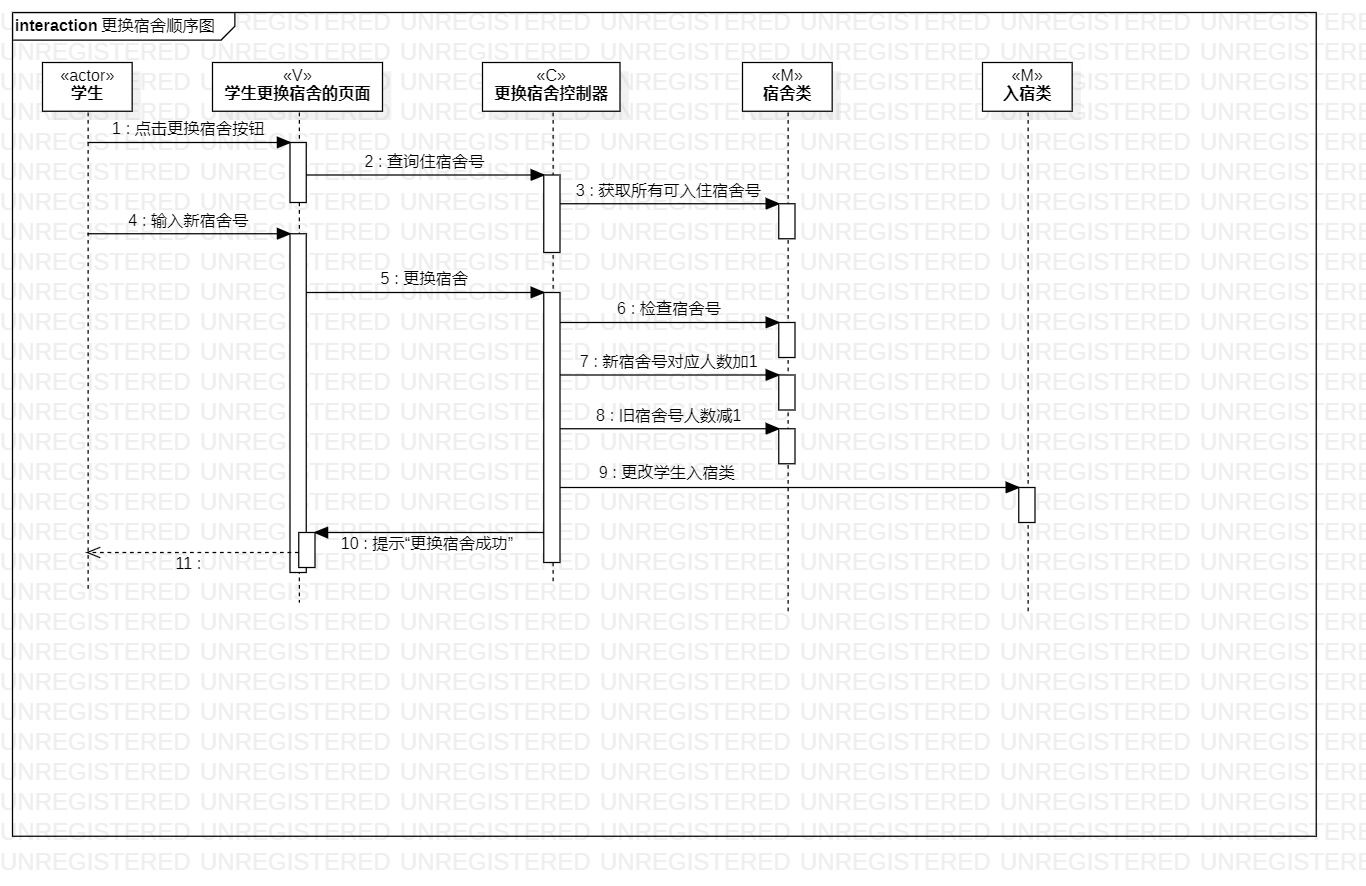 interaction 更换宿舍顺序图
«actor»
学生
«V»
学生更换宿舍的页面
«C»
更换宿舍控制器
«M»
宿舍类
«M»
入宿类
1 : 点击更换宿舍按钮
2 : 查询住宿舍号
3 : 获取所有可入住宿舍号
4 : 输入新宿舍号
5 : 更换宿舍
6 : 检查宿舍号
7 : 新宿舍号对应人数加1
8 : 旧宿舍号人数减1
9 : 更改学生入宿类
10 : 提示“更换宿舍成功”
11 :
UNREGISTERED